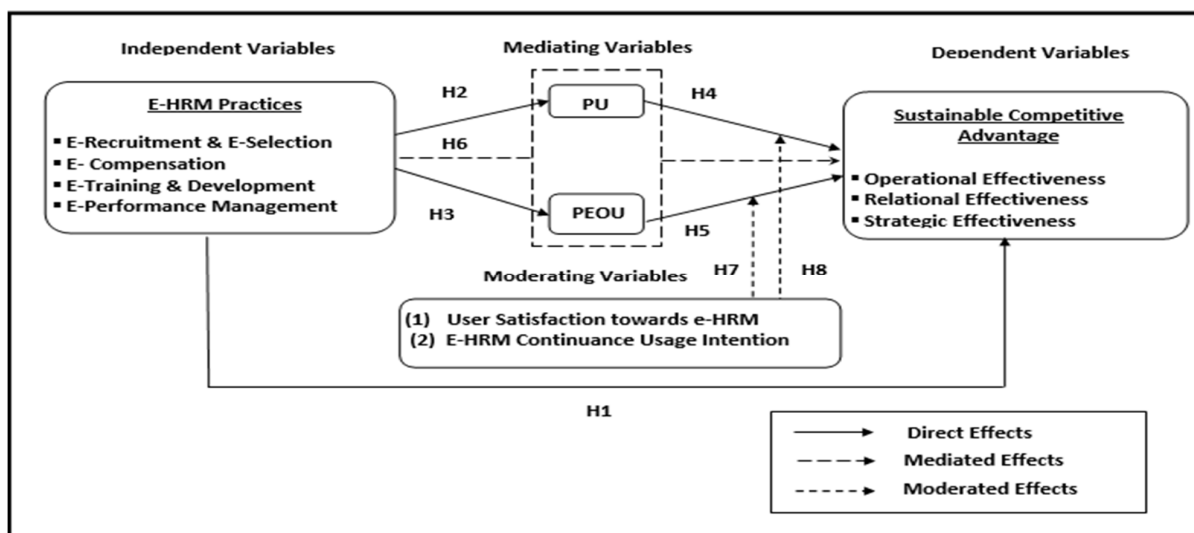 Independent Variables
Mediating Variables
Dependent Variables
E-HRM Practices
▪ E-Recruitment & E-Selection
▪ E- Compensation
▪ E-Training & Development
▪ E-Performance Management
H2
H6
H3
PU
PEOU
H4
H5
Sustainable Competitive
Advantage
▪ Operational Effectiveness
▪ Relational Effectiveness
▪ Strategic Effectiveness
Moderating Variables
H7
H8
(1) User Satisfaction towards e-HRM
(2) E-HRM Continuance Usage Intention
H1
Direct Effects
Mediated Effects
Moderated Effects